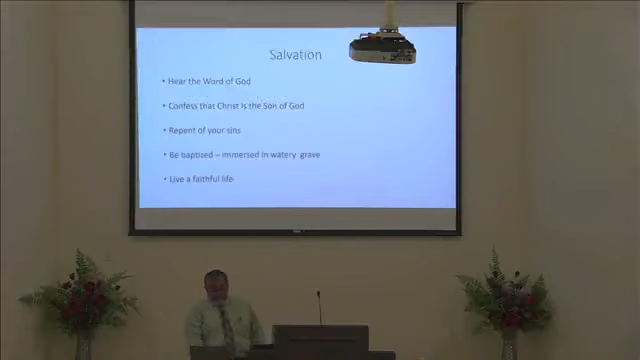 Salvation
• Hear the Word of God
• Confess that Christ is the Son of God
• Repent of your sins
• Be baptised – immersed in watery grave
• Live a faithful life